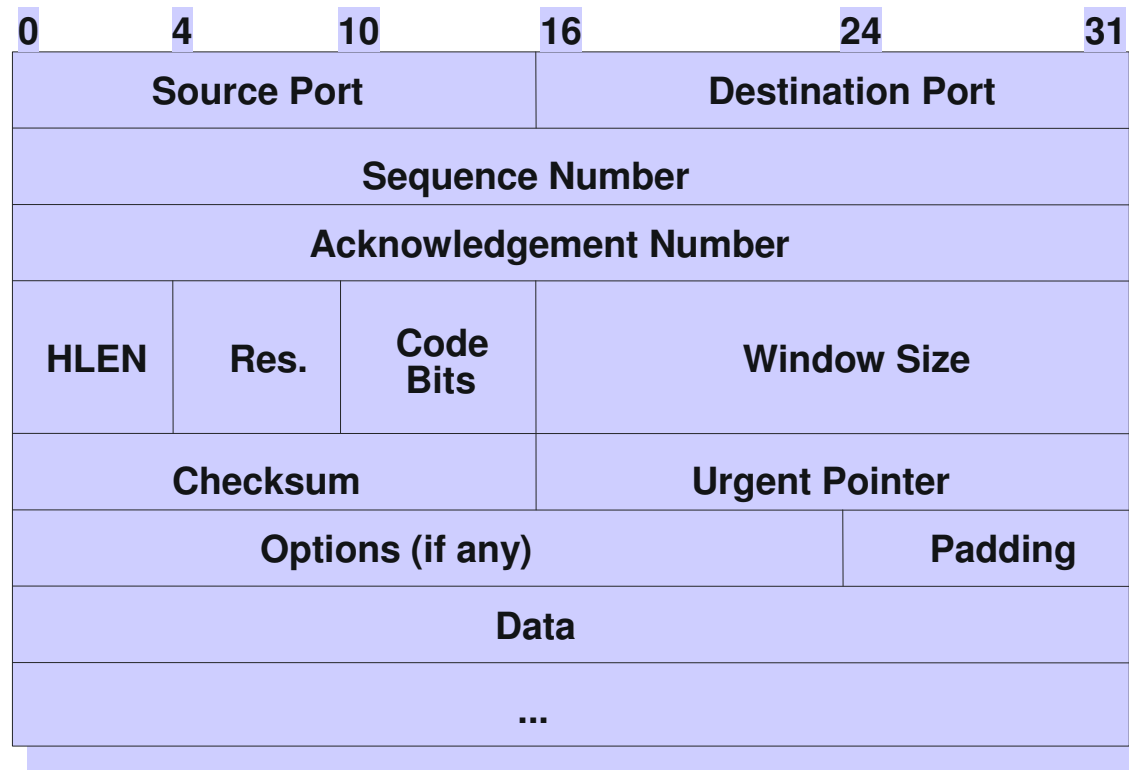 0 4 10 16 24 31
Source Port Destination Port
Sequence Number
Acknowledgement Number
HLEN Res. Code Bits Window Size
Checksum Urgent Pointer
Options (if any) Padding
Data
...